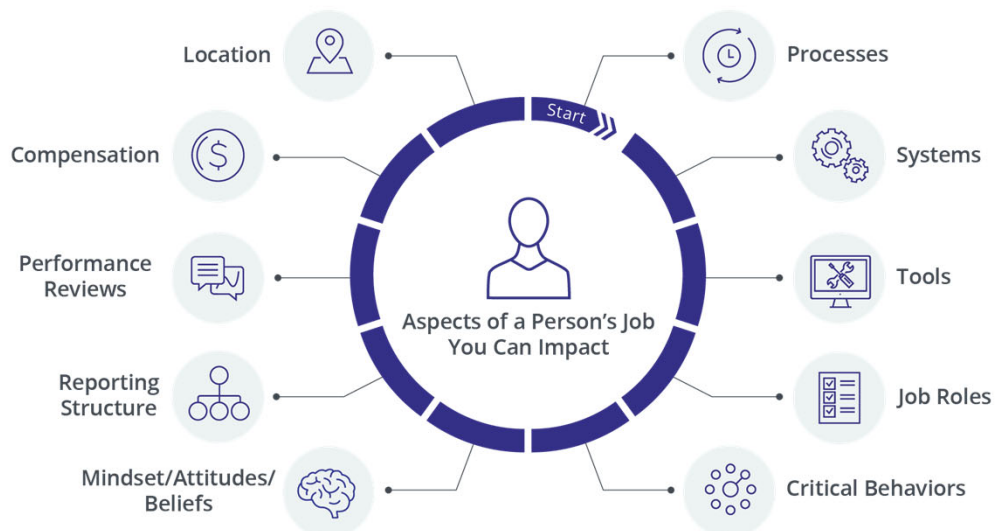 Start
Processes
Systems
Tools
Job Roles
Critical Behaviors
Mindset/Attitudes/
Beliefs
Reporting
Structure
Performance
Reviews
Compensation
Location
Aspects of a Person's Job
You Can Impact